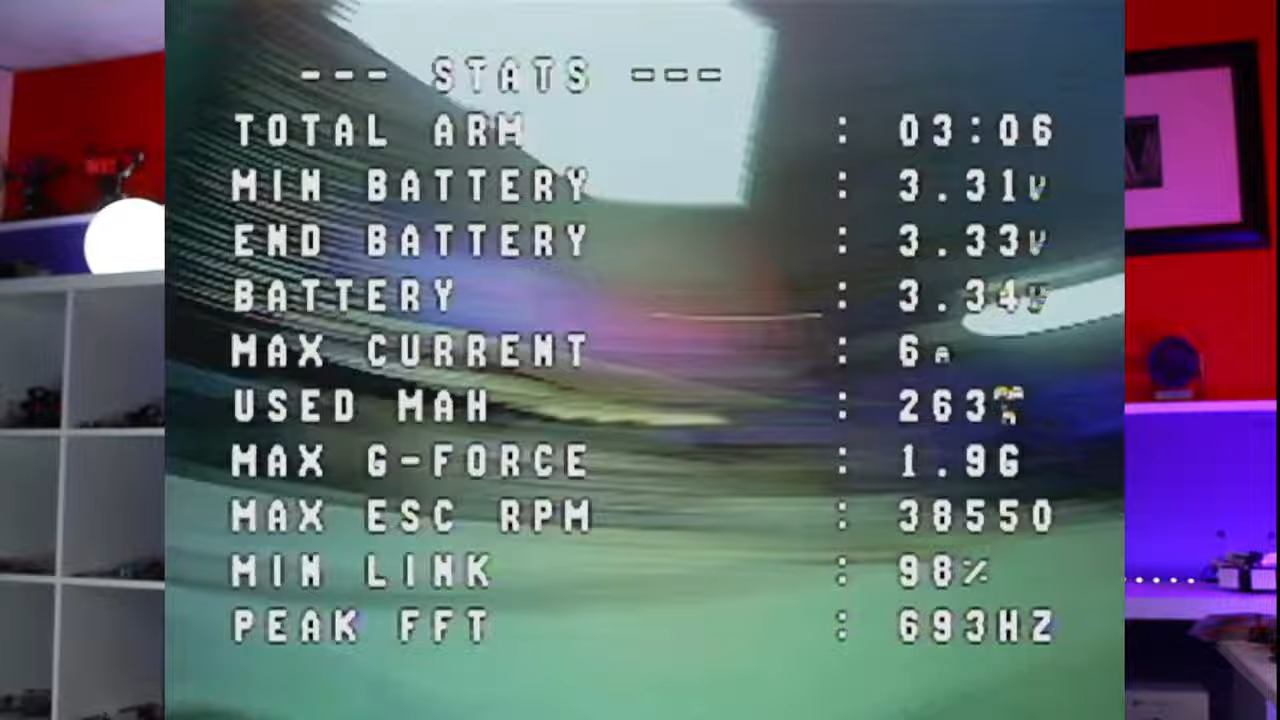 --- STATS ---
TOTAL ARM : 03:06
MIN BATTERY : 3.31V
END BATTERY : 3.33V
BATTERY : 3.34V
MAX CURRENT : 6A
USED MAH : 263
MAX G-FORCE : 1.9G
MAX ESC RPM : 38550
MIN LINK : 98%
PEAK FFT : 693HZ